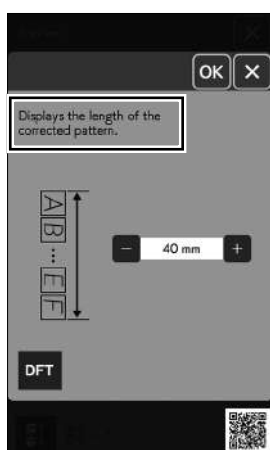 OK
Displays the length of the
corrected pattern.
A
B
E
F
− 40 mm +
DFT